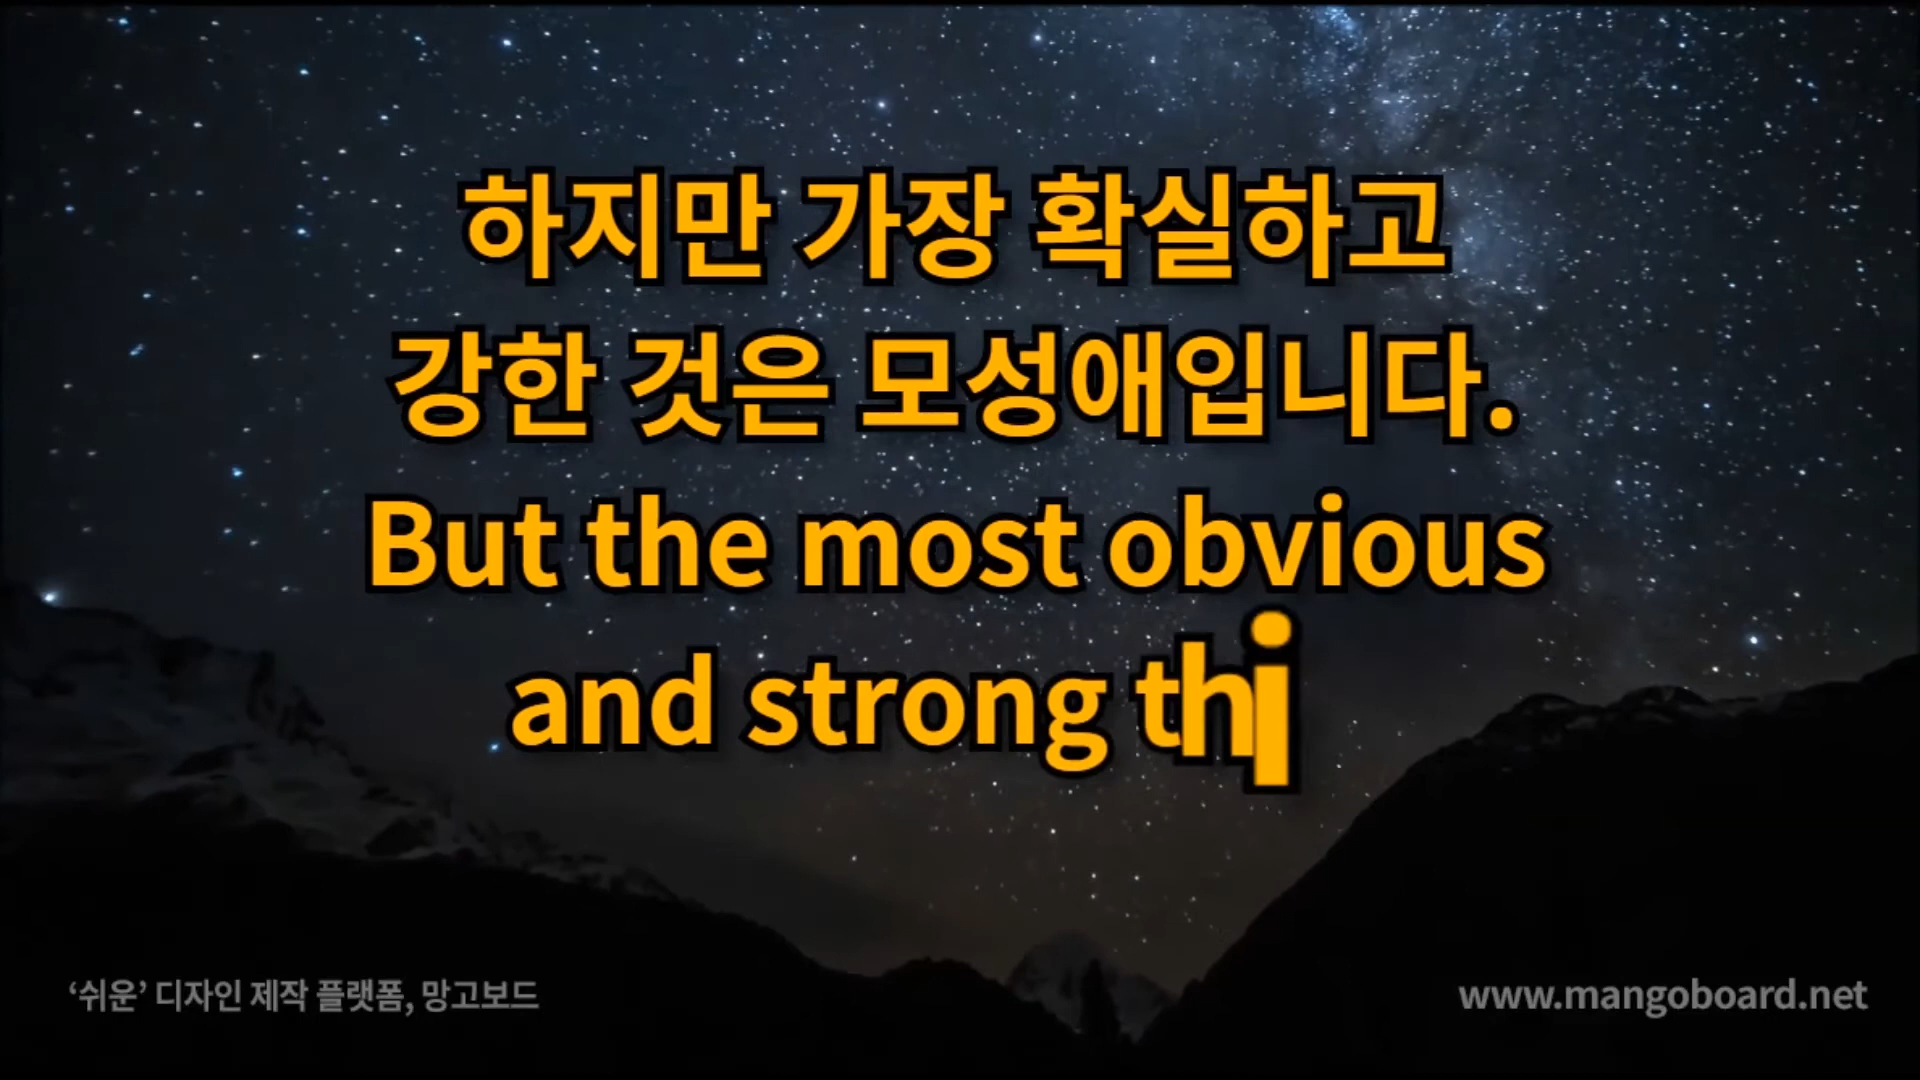 하지만 가장 확실하고
강한 것은 모성애입니다.
But the most obvious
and strong thi
‘쉬운’ 디자인 제작 플랫폼, 망고보드
www.mangoboard.net